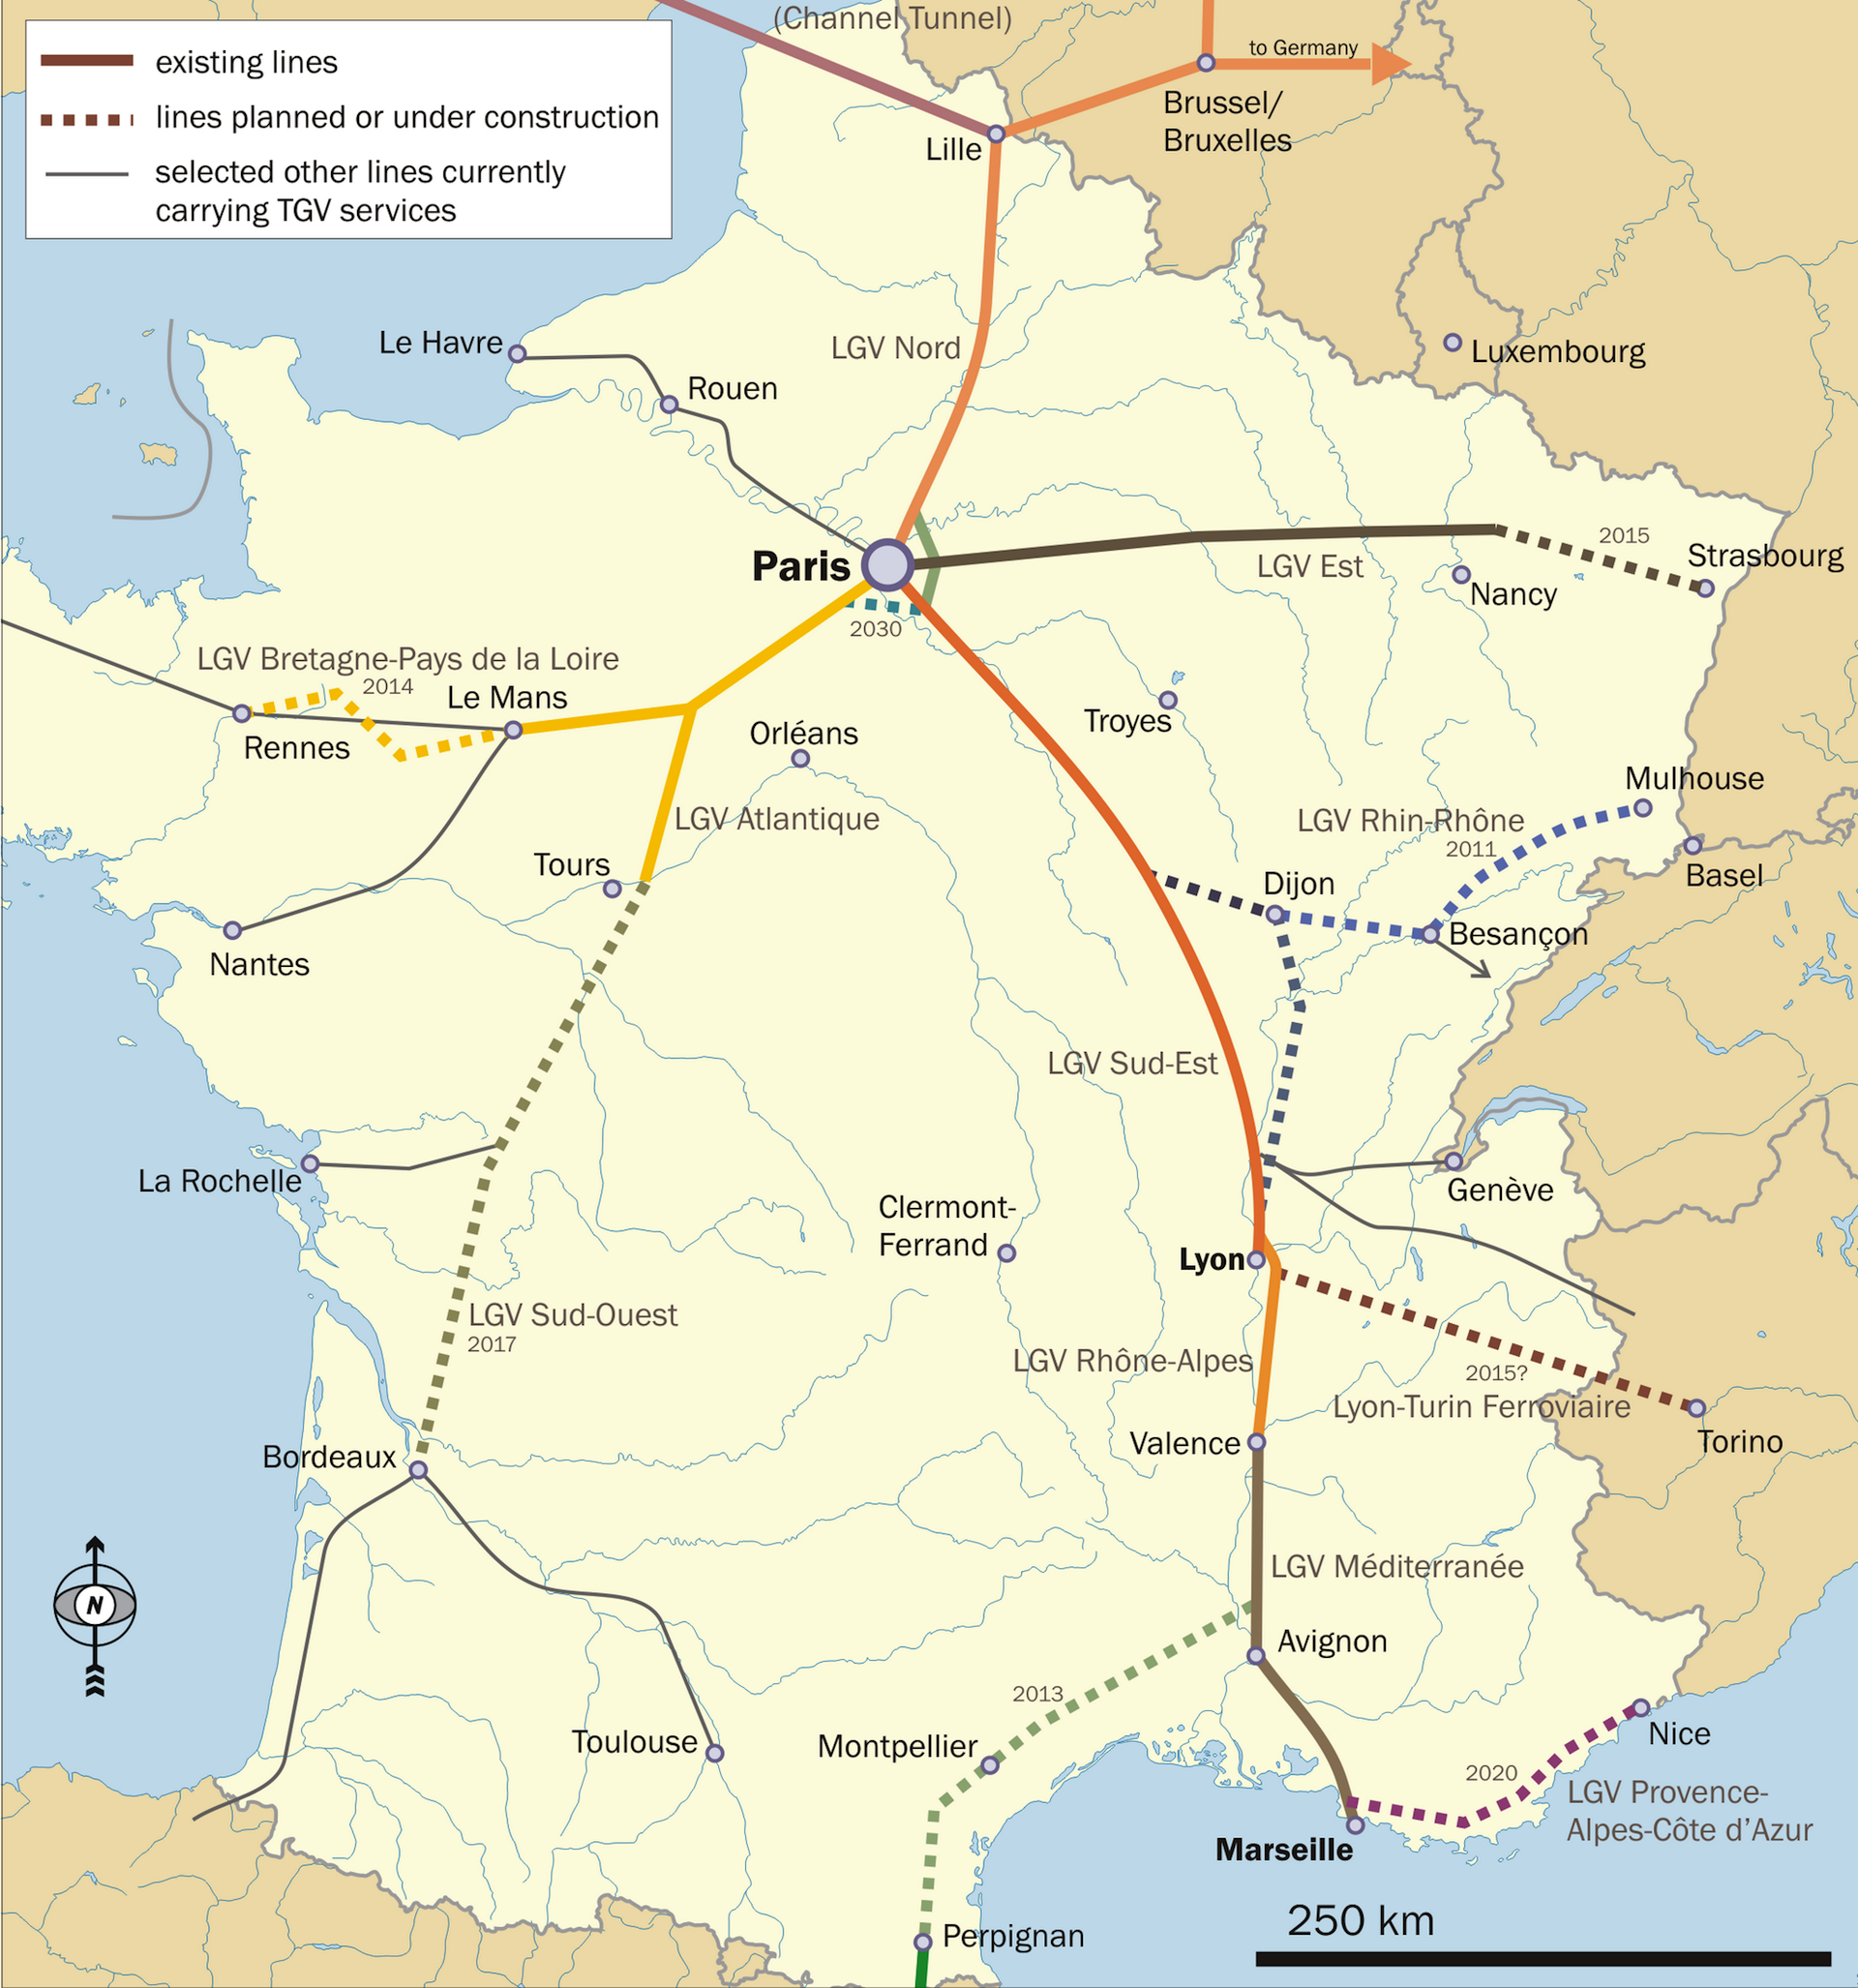 (Channel Tunnel)
existing lines
lines planned or under construction
selected other lines currently
carrying TGV services
to Germany
Brussel/
Bruxelles
Lille
Le Havre
LGV Nord
Luxembourg
Rouen
Paris
2015
Strasbourg
LGV Est
Nancy
2030
LGV Bretagne-Pays de la Loire
2014
Le Mans
Rennes
Orléans
Troyes
Mulhouse
LGV Atlantique
LGV Rhin-Rhône
2011
Tours
Dijon
Basel
Besançon
Nantes
LGV Sud-Est
La Rochelle
Genève
Clermont-
Ferrand
Lyon
LGV Sud-Ouest
2017
LGV Rhône-Alpes
2015?
Lyon-Turin Ferroviaire
Torino
Bordeaux
Valence
LGV Méditerranée
N
Avignon
2013
Nice
Toulouse
Montpellier
2020
LGV Provence-
Alpes-Côte d'Azur
Marseille
250 km
Perpignan